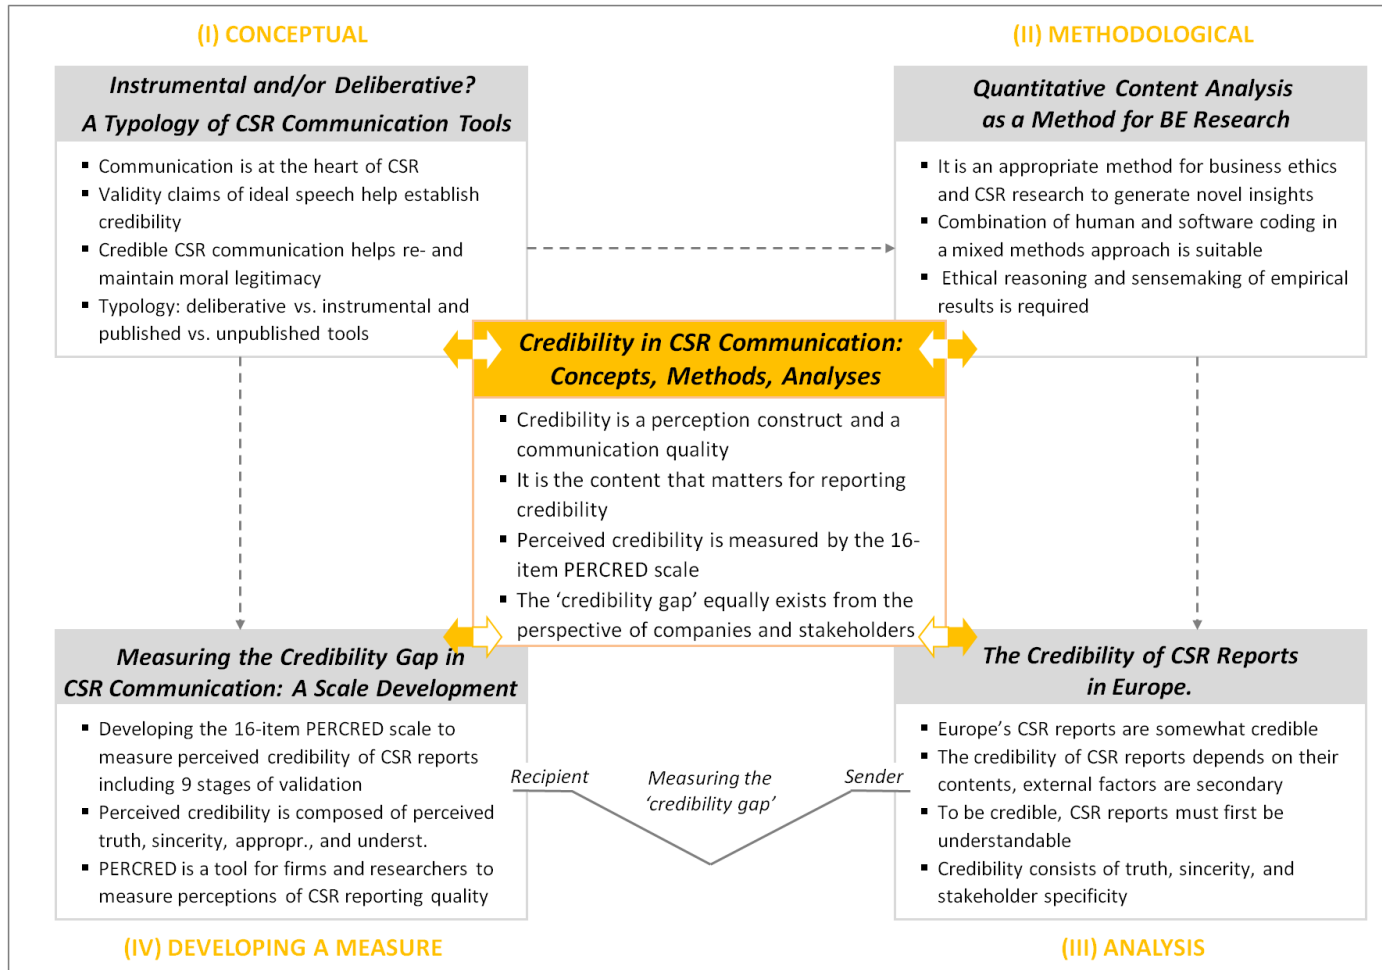 (I) CONCEPTUAL
Instrumental and/or Deliberative?
A Typology of CSR Communication Tools
▪ Communication is at the heart of CSR
▪ Validity claims of ideal speech help establish
credibility
▪ Credible CSR communication helps re- and
maintain moral legitimacy
▪ Typology: deliberative vs. instrumental and
published vs. unpublished tools
(II) METHODOLOGICAL
Quantitative Content Analysis
as a Method for BE Research
▪ It is an appropriate method for business ethics
and CSR research to generate novel insights
▪ Combination of human and software coding in
a mixed methods approach is suitable
▪ Ethical reasoning and sensemaking of empirical
results is required
Credibility in CSR Communication:
Concepts, Methods, Analyses
▪ Credibility is a perception construct and a
communication quality
▪ It is the content that matters for reporting
credibility
▪ Perceived credibility is measured by the 16-
item PERCRED scale
▪ The ‘credibility gap’ equally exists from the
perspective of companies and stakeholders
Measuring the Credibility Gap in
CSR Communication: A Scale Development
▪ Developing the 16-item PERCRED scale to
measure perceived credibility of CSR reports
including 9 stages of validation
▪ Perceived credibility is composed of perceived
truth, sincerity, appropr., and underst.
▪ PERCRED is a tool for firms and researchers to
measure perceptions of CSR reporting quality
(IV) DEVELOPING A MEASURE
Recipient
Measuring the
‘credibility gap’
Sender
The Credibility of CSR Reports
in Europe.
▪ Europe’s CSR reports are somewhat credible
▪ The credibility of CSR reports depends on their
contents, external factors are secondary
▪ To be credible, CSR reports must first be
understandable
▪ Credibility consists of truth, sincerity, and
stakeholder specificity
(III) ANALYSIS